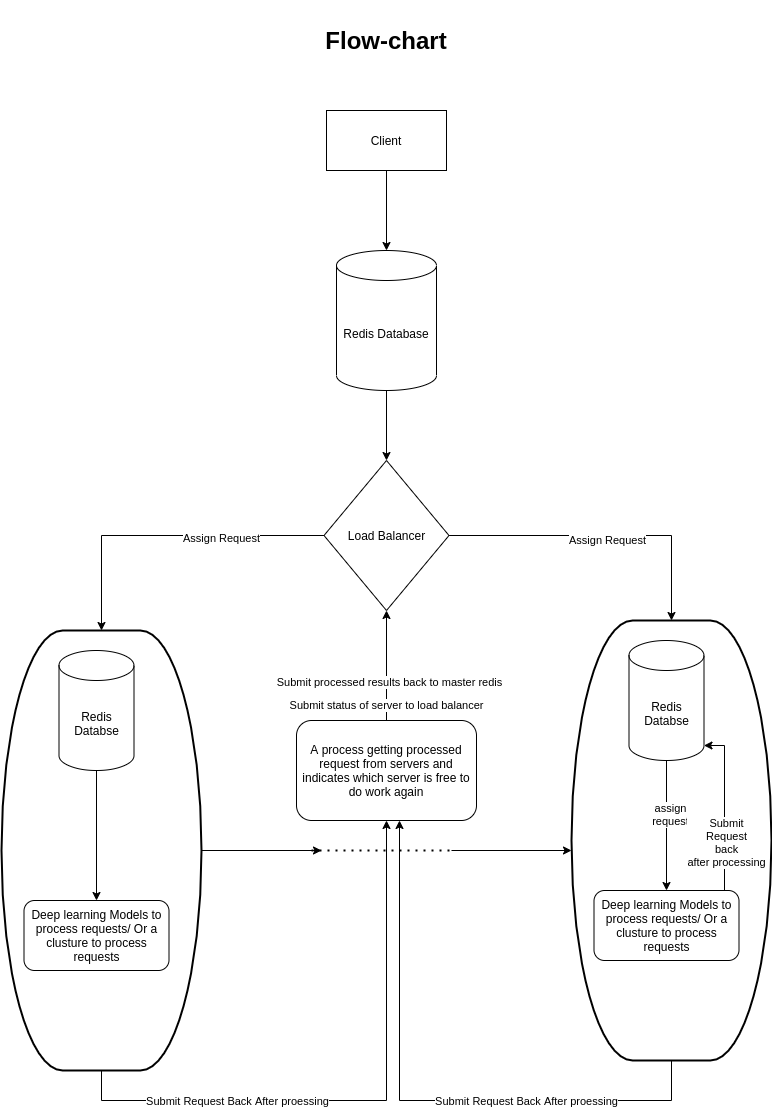 Flow-chart
Client
Redis Database
Load Balancer
Assign Request
Assign Request
Submit processed results back to master redis
Submit status of server to load balancer
A process getting processed
request from servers and
indicates which server is free to
do work again
Redis
Databse
Deep learning Models to
process requests/ Or a
clusture to process
requests
Redis
Databse
assign
request
Submit
Request
back
after processing
Deep learning Models to
process requests/ Or a
clusture to process
requests
Submit Request Back After proessing
Submit Request Back After proessing